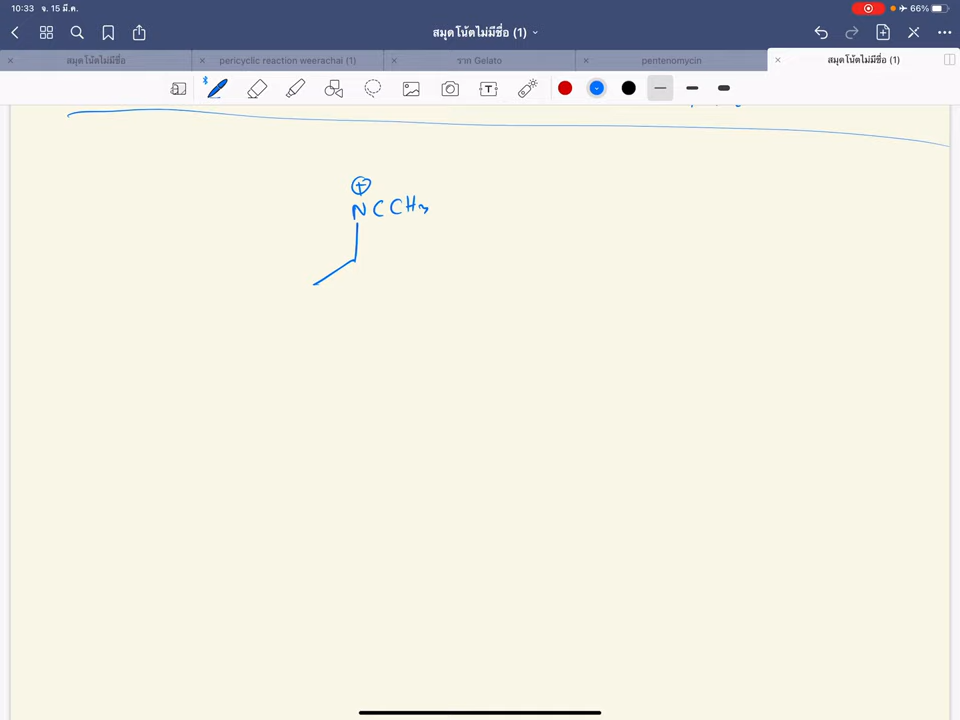 10:33 จ. 15 มี.ค.
66%
สมุดโน้ตไม่มีชื่อ (1)
สมุดโน้ตไม่มีชื่อ
pericyclic reaction weerachai (1)
ราก Gelato
pentenomycin
สมุดโน้ตไม่มีชื่อ (1)
+
NCCH3